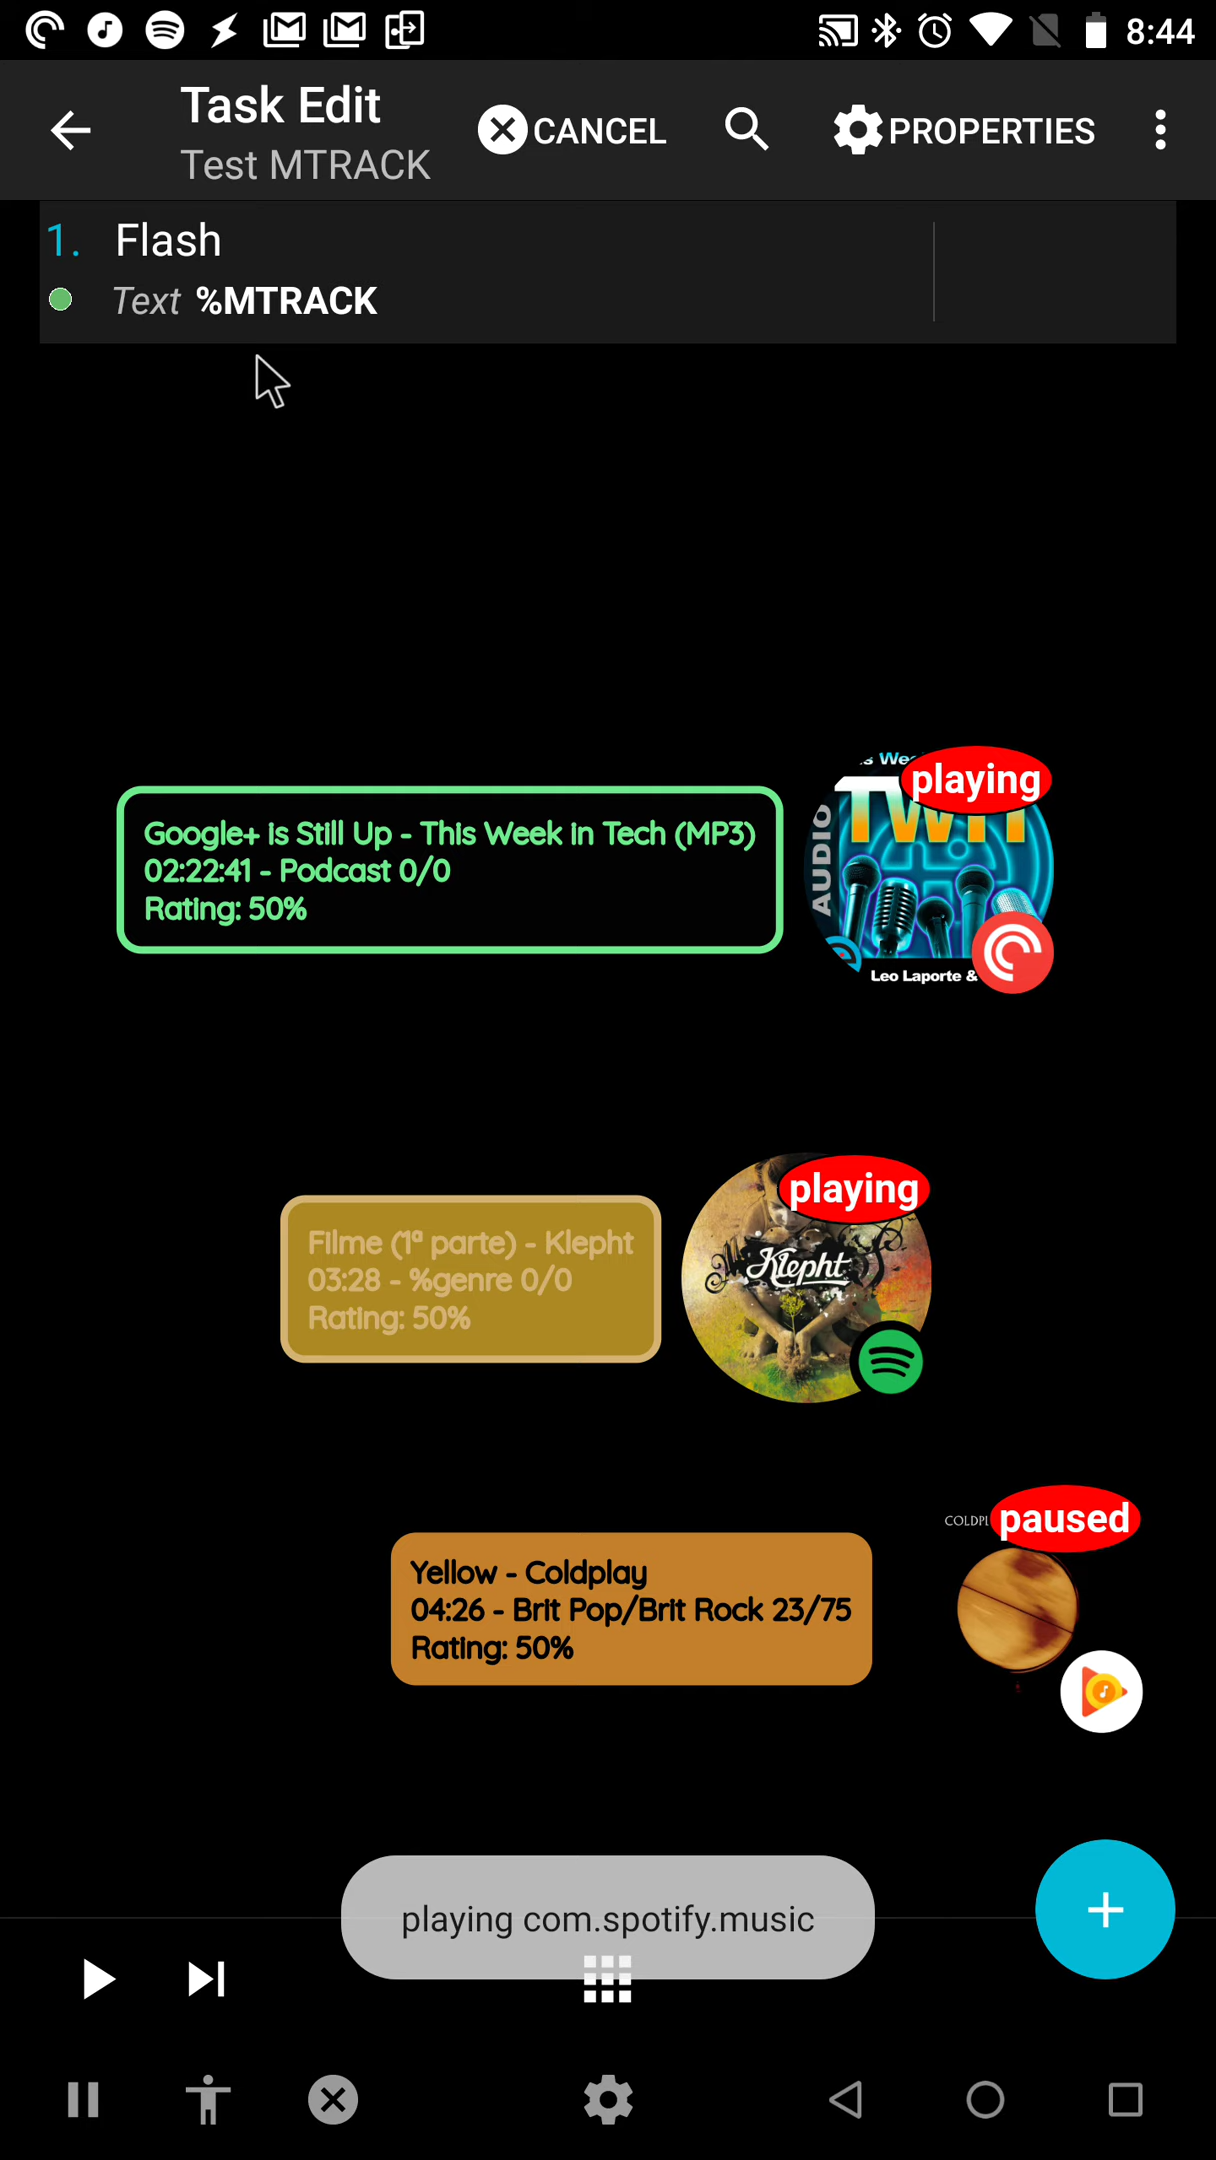 8:44
Task Edit
Test MTRACK
CANCEL
PROPERTIES
1. Flash
Text %MTRACK
playing
AUDIO
Leo Laporte &
Google+ is Still Up - This Week in Tech (MP3)
02:22:41 - Podcast 0/0
Rating: 50%
playing
Klepht
Filme (1ª parte) - Klepht
03:28 - %genre 0/0
Rating: 50%
COLDPL
paused
Yellow - Coldplay
04:26 - Brit Pop/Brit Rock 23/75
Rating: 50%
playing com.spotify.music